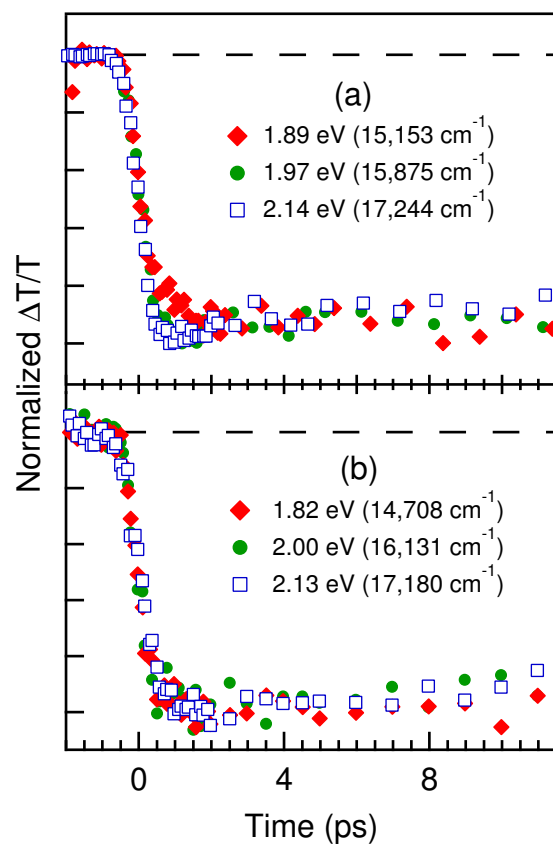 Normalized ΔT/T
(a)
1.89 eV (15,153 cm⁻¹)
1.97 eV (15,875 cm⁻¹)
2.14 eV (17,244 cm⁻¹)
(b)
1.82 eV (14,708 cm⁻¹)
2.00 eV (16,131 cm⁻¹)
2.13 eV (17,180 cm⁻¹)
0 4 8
Time (ps)